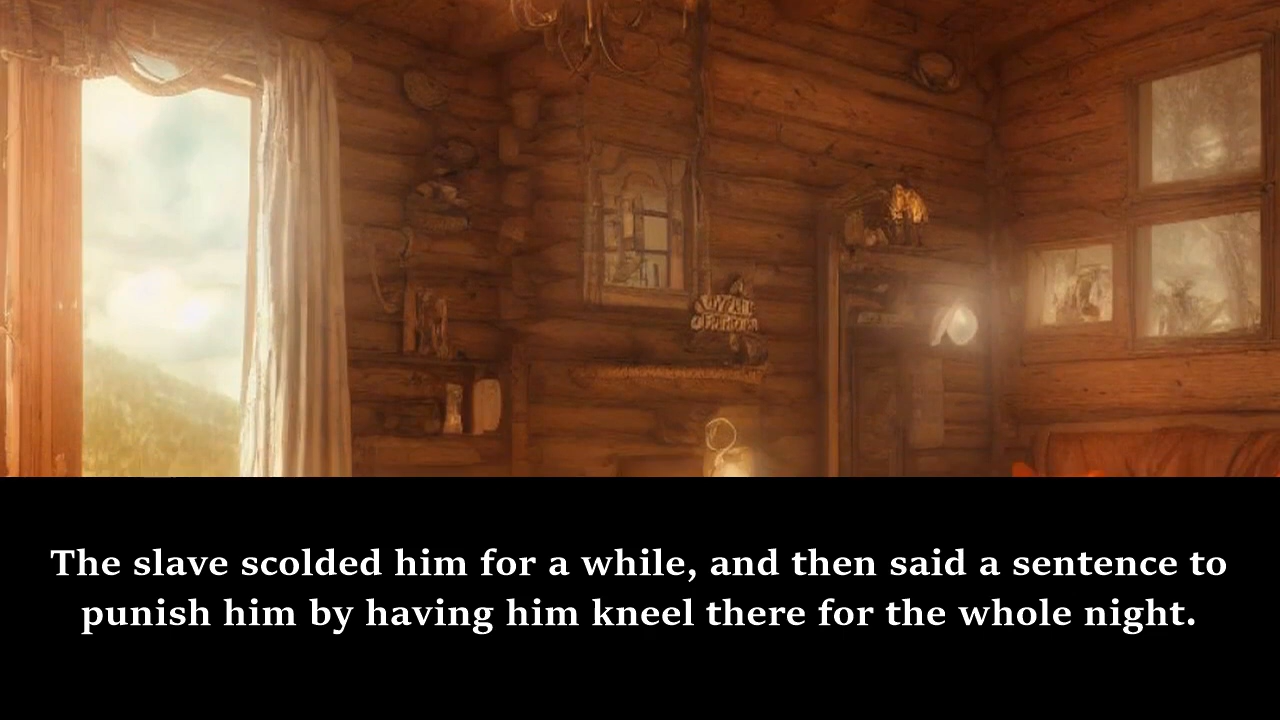 The slave scolded him for a while, and then said a sentence to
punish him by having him kneel there for the whole night.